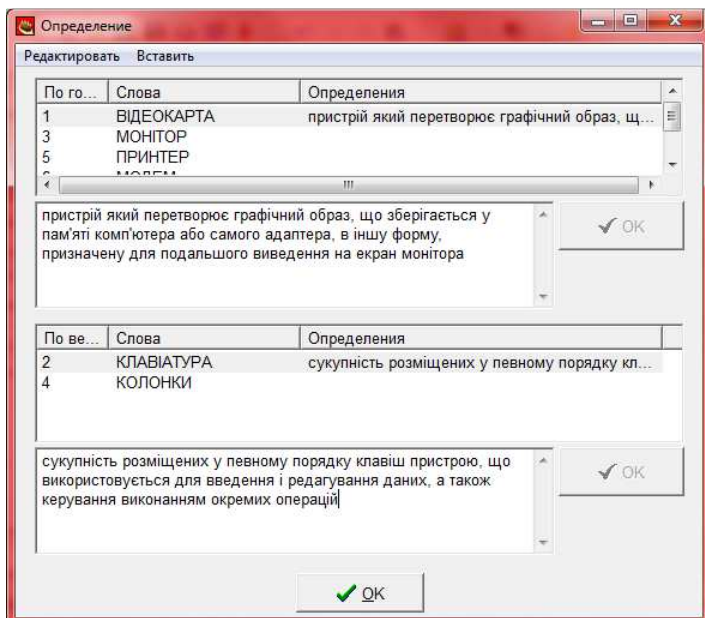 Определение
Редактировать Вставить
По го... Слова Определения
1 ВІДЕОКАРТА пристрій який перетворює графічний образ, щ...
3 МОНІТОР
5 ПРИНТЕР
МОДЕМ
пристрій який перетворює графічний образ, що зберігається у
пам'яті комп'ютера або самого адаптера, в іншу форму,
призначену для подальшого виведення на екран монітора
OK
По ве... Слова Определения
2 КЛАВІАТУРА сукупність розміщених у певному порядку кл...
4 КОЛОНКИ
сукупність розміщених у певному порядку клавіш пристрою, що
використовується для введення і редагування даних, а також
керування виконанням окремих операцій
OK
OK